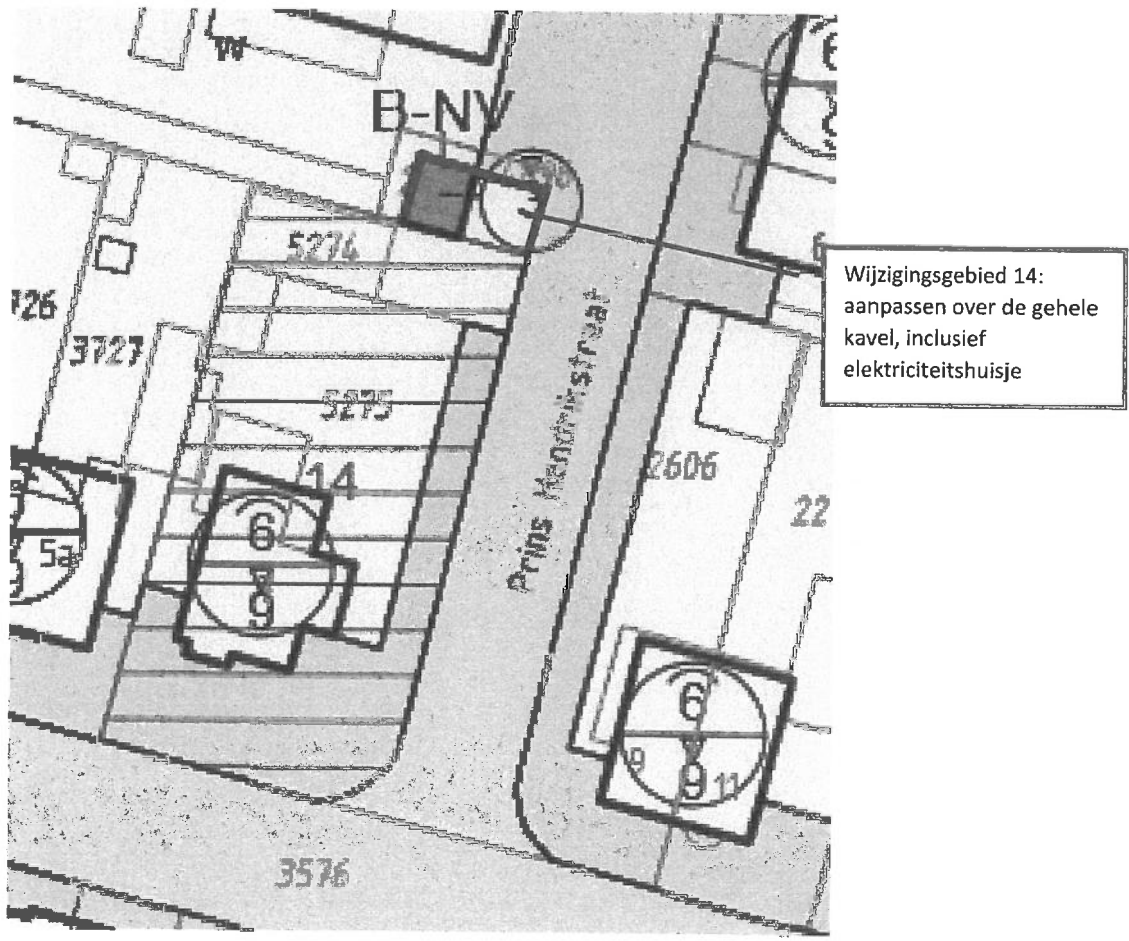 W
B-NV
3
5274
726
3727
5275
Wijzigingsgebied 14:
aanpassen over de gehele
kavel, inclusief
elektriciteitshuisje
Prins Hendrikstraat
14
2606
22
6
9
5a
6
9
9
11
3576